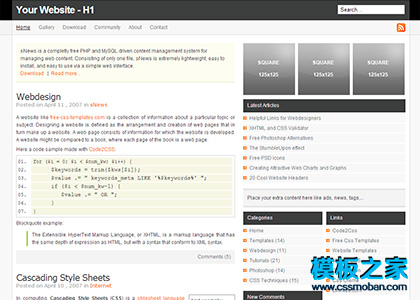 Your Website - H1
Search...
Home Gallery Download Community About Contact
sNews is a completly free PHP and MySQL driven content management system for
managing web content. Consisting of only one file, sNews is extremely lightweight, easy to
install, and easy to use via a simple web interface.
Download | Read more
Webdesign
Posted on April 11 , 2007 in sNews
A website like free-css-templates.com is a collection of information about a particular topic or
subject. Designing a website is defined as the arrangement and creation of web pages that in
turn make up a website. A web page consists of information for which the website is developed.
A website might be compared to a book, where each page of the book is a web page
Here a code sample made with Code2CSS:
01. for ($i = 0; $i < $num_kw; $i++) {
02. $keywords = trim($kws[$i]);
03. $value .= " keywords_meta LIKE '%$keywords%' ";
04. if ($i < $num_kw-1) {
05. $value .= " OR ";
06. }
07. }
Blockquote example:
The Extensible HyperText Markup Language, or XHTML, is a markup language that has
the same depth of expression as HTML, but with a syntax that conform to XML syntax.
Comments (5)
Cascading Style Sheets
Posted on April 10 , 2007 in Internet
In computing, Cascading Style Sheets (CSS) is a stylesheet language
SQUARE
125x125
SQUARE
125x125
SQUARE
125x125
Latest Articles
Helpful Links for Webdesigners
XHTML and CSS Validator
Free Photoshop Alternatives
The StumbleUpon effect
Free PSD Icons
Creating Attractive Web Charts and Graphs
20 Cool Website Headers
Place your extra content here like ads, news, tags...
Categories
Home
Templates (14)
Webdesign (11)
Tutorials (21)
Photoshop (14)
CSS Techniques (15)
Links
Code2Css
Free Css Templates
New Comments
模板之家
www.cssmoban.com